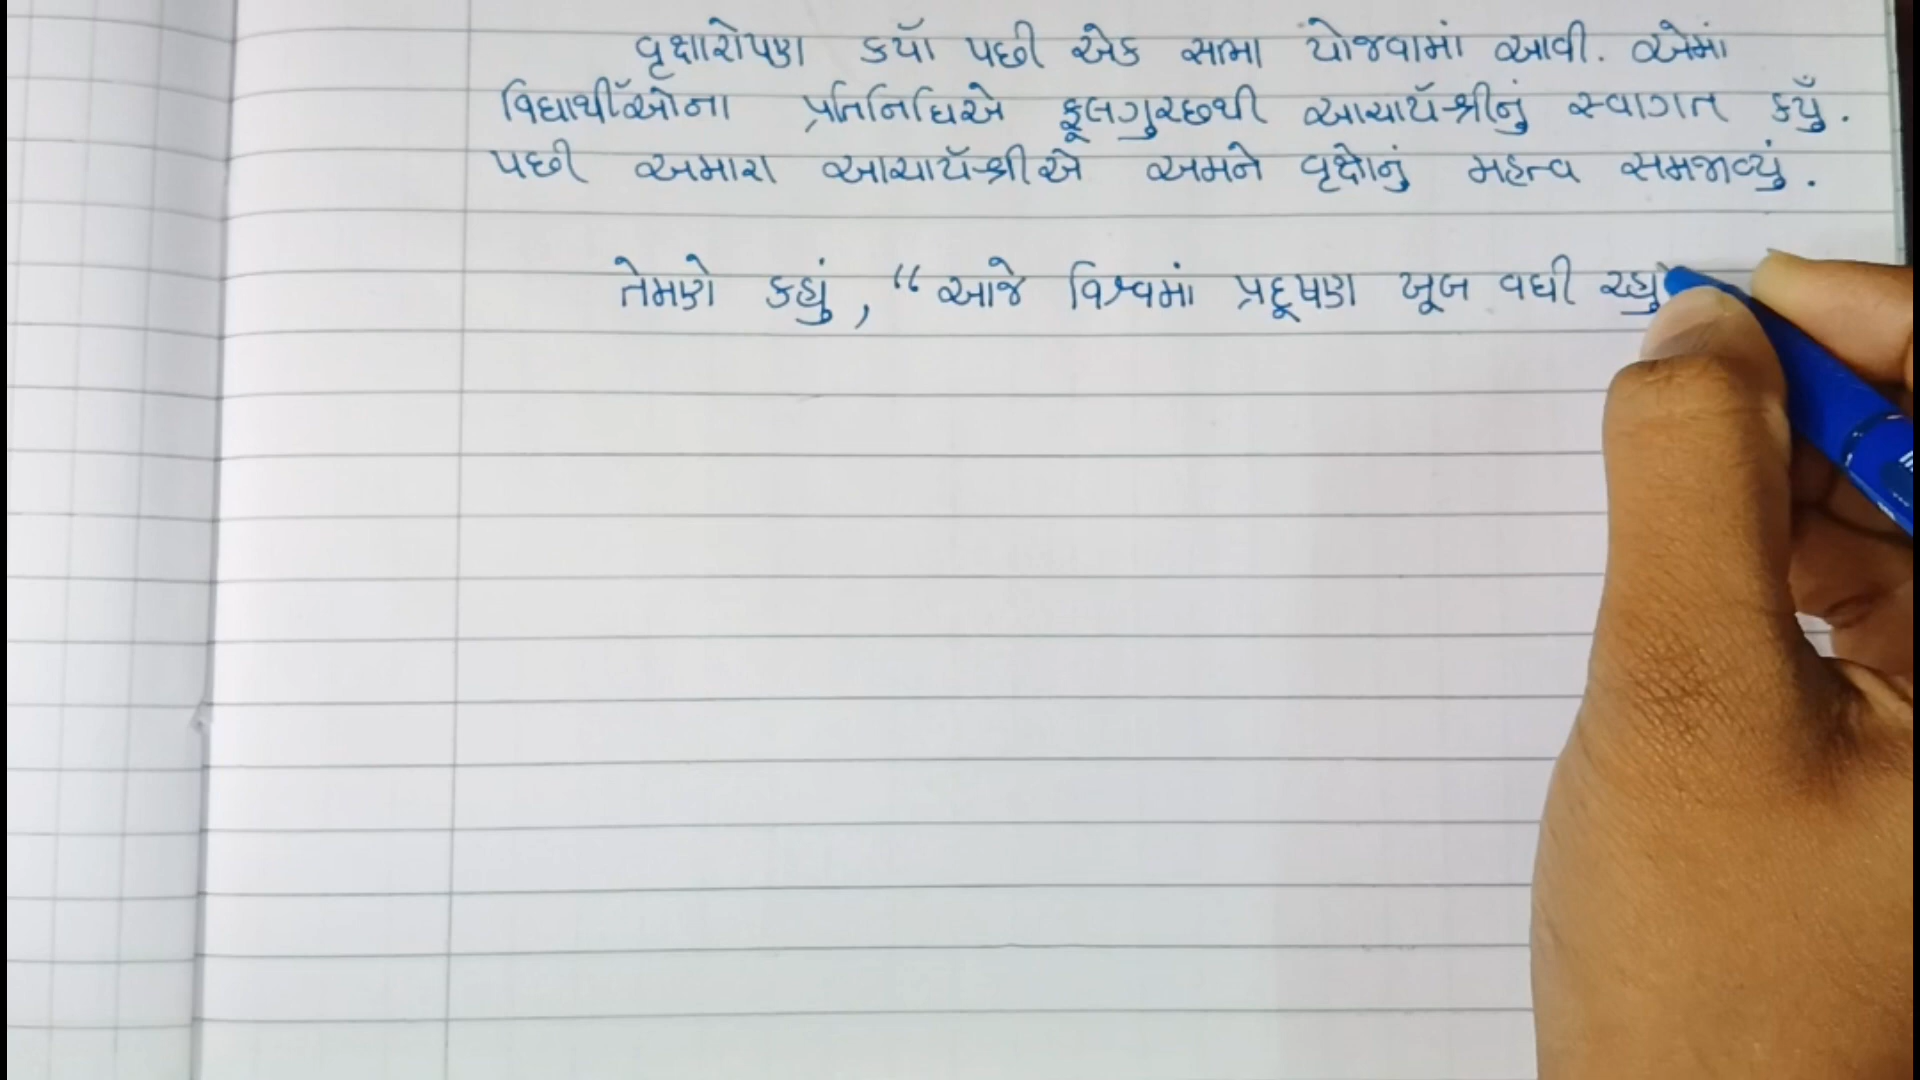 વૃક્ષારોપણ કર્યા પછી એક સભા યોજવામાં આવી. એમાં
વિદ્યાર્થીઓના પ્રતિનિધિએ ફૂલગુચ્છથી આચાર્યશ્રીનું સ્વાગત કર્યું.
પછી અમારા આચાર્યશ્રીએ અમને વૃક્ષોનું મહત્વ સમજાવ્યું.
તેમણે કહ્યું, “આજે વિશ્વમાં પ્રદૂષણ ખૂબ વધી રહ્યુ